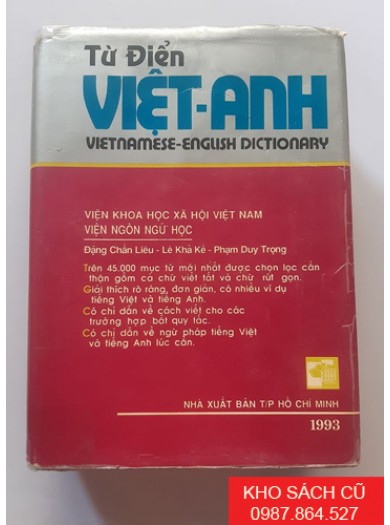 Từ Điển
VIỆT-ANH
VIETNAMESE-ENGLISH DICTIONARY
VIỆN KHOA HỌC XÃ HỘI VIỆT NAM
VIỆN NGÔN NGỮ HỌC
Đặng Chấn Liêu - Lê Khả Kế - Phạm Duy Trọng
Trên 45.000 mục từ mới nhất được chọn lọc cẩn
thận gồm cả chữ viết tắt và chữ rút gọn.
Giải thích rõ ràng, đơn giản, có nhiều ví dụ
tiếng Việt và tiếng Anh.
Có chỉ dẫn về cách viết cho các
trường hợp bất quy tắc.
Có chỉ dẫn về ngữ pháp tiếng Việt
và tiếng Anh lúc cần.
NHÀ XUẤT BẢN T/P HỒ CHÍ MINH
1993
KHO SÁCH CŨ
0987.864.527